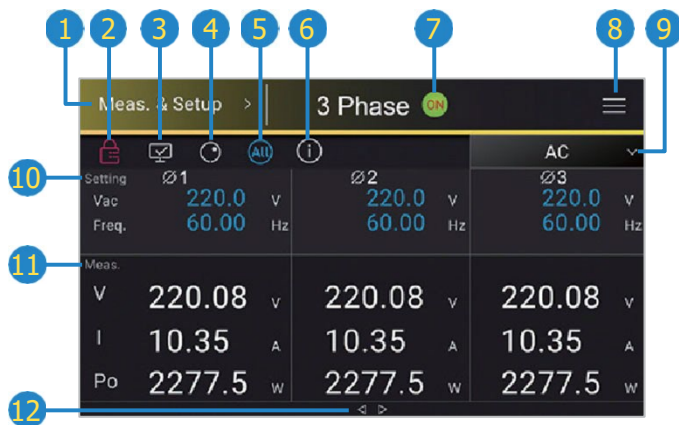 1 2 3 4 5 6 7 8 9
Meas. & Setup > 3 Phase ON
All i AC
10 Setting Ø1 Ø2 Ø3
Vac 220.0 V 220.0 V 220.0 V
Freq. 60.00 Hz 60.00 Hz 60.00 Hz
11 Meas.
V 220.08 V 220.08 V 220.08 V
I 10.35 A 10.35 A 10.35 A
Po 2277.5 W 2277.5 W 2277.5 W
12